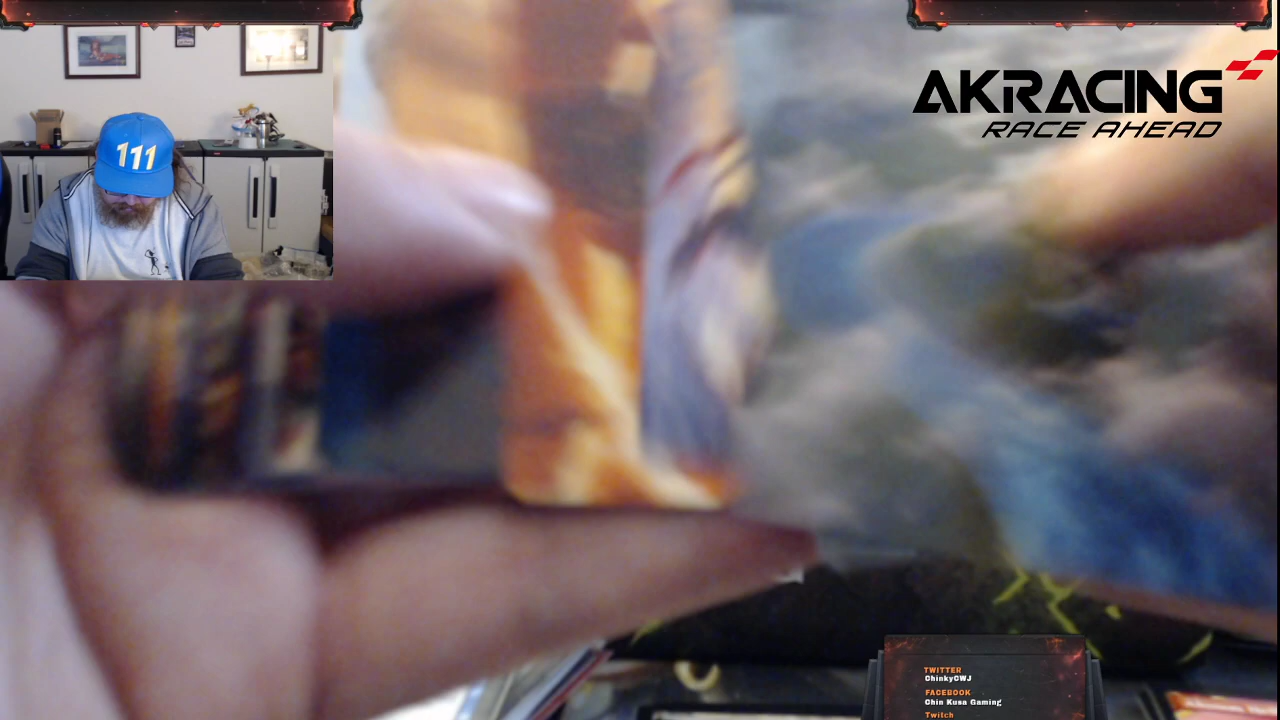 111
AKRACING
RACE AHEAD
TWITTER
ChinkyCWJ
FACEBOOK
Chin Kusa Gaming
Twitch